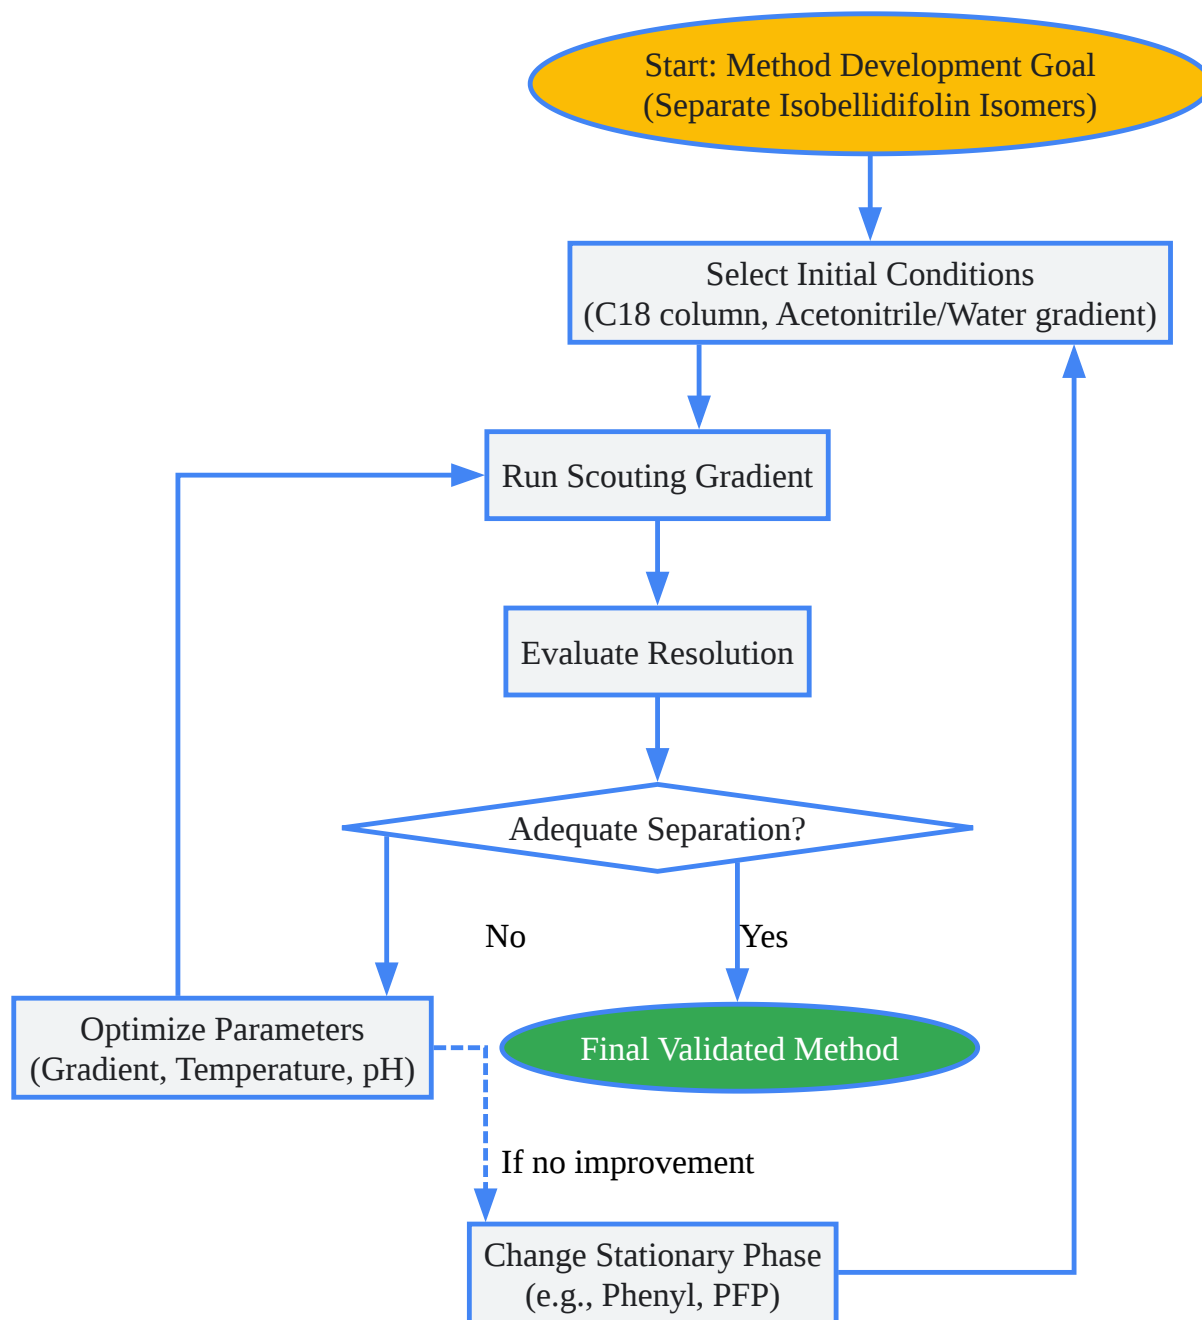 Start: Method Development Goal
(Separate Isobellidifolin Isomers)
Select Initial Conditions
(C18 column, Acetonitrile/Water gradient)
Run Scouting Gradient
Evaluate Resolution
Adequate Separation?
No
Yes
Optimize Parameters
(Gradient, Temperature, pH)
Final Validated Method
If no improvement
Change Stationary Phase
(e.g., Phenyl, PFP)